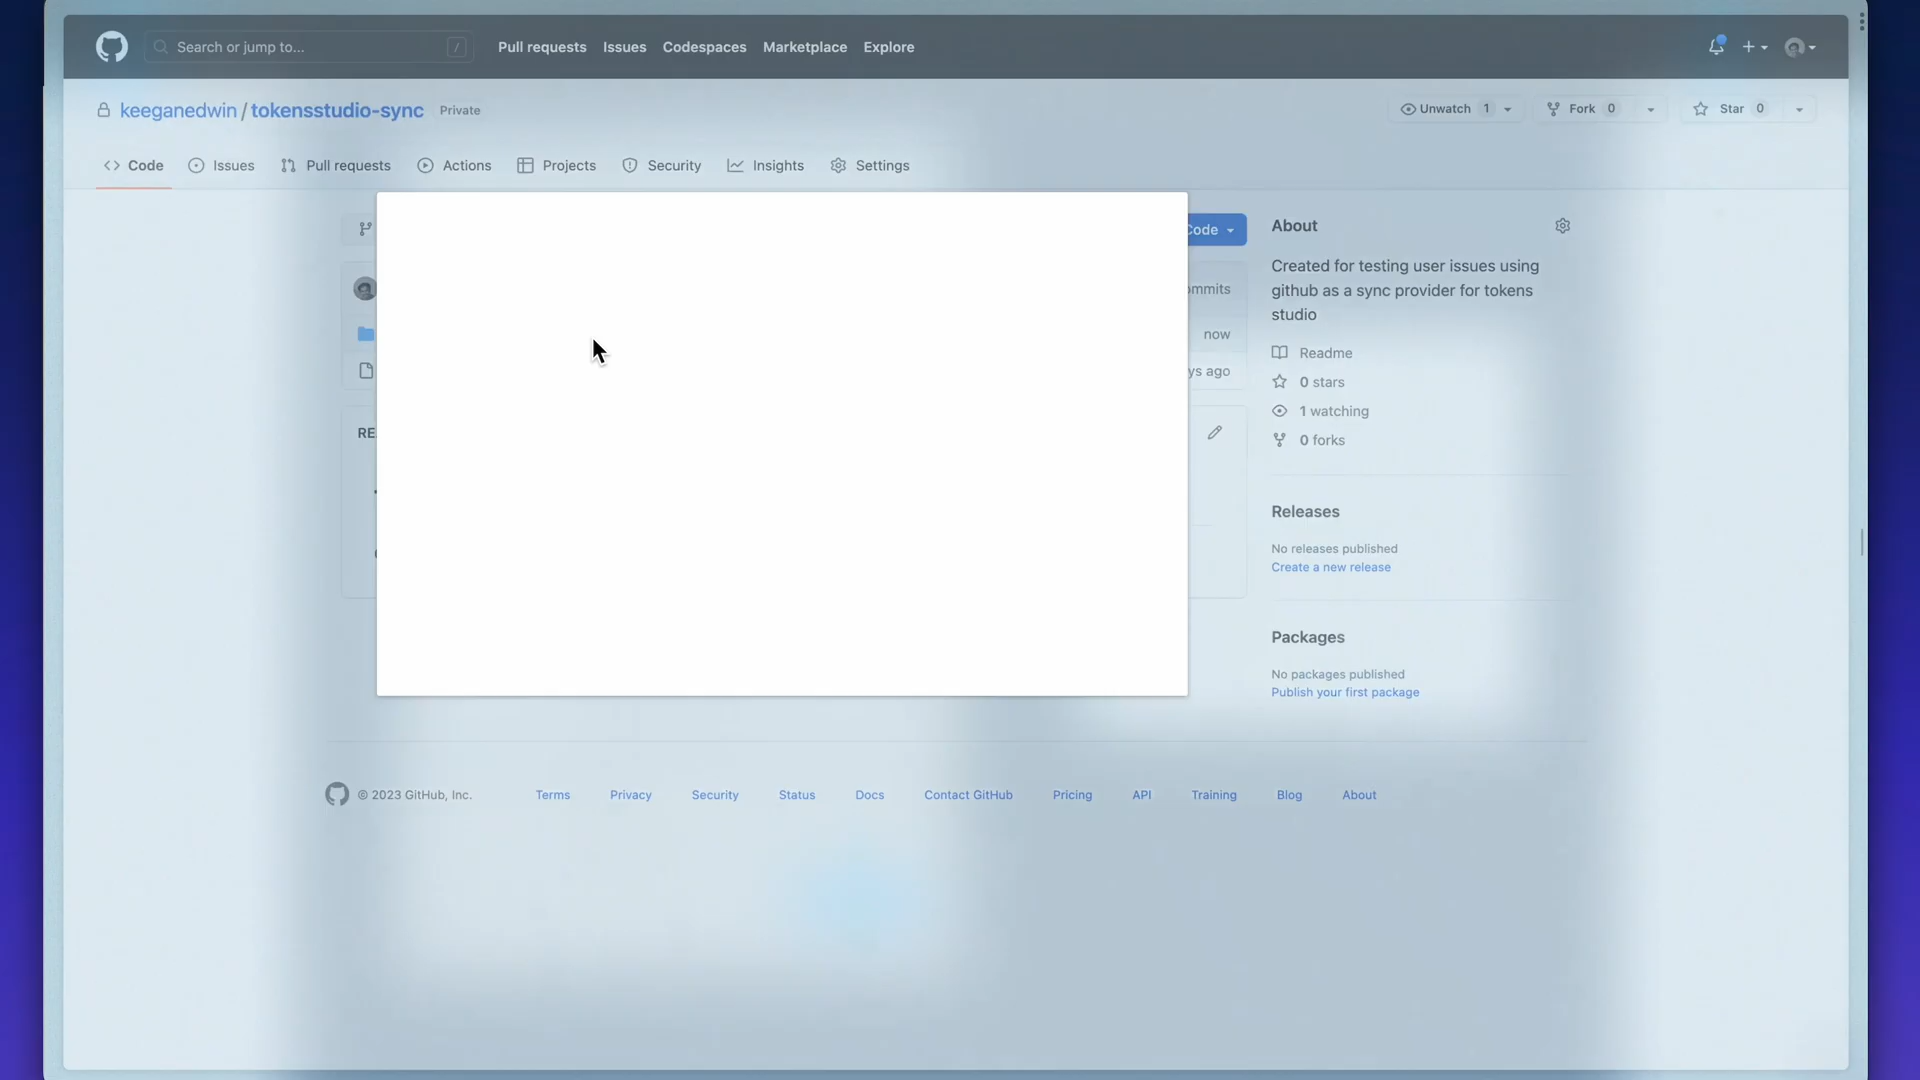 Search or jump to... /
Pull requests Issues Codespaces Marketplace Explore
keeganedwin / tokensstudio-sync Private
Unwatch 1 Fork 0 Star 0
Code Issues Pull requests Actions Projects Security Insights Settings
Code
About
Created for testing user issues using
github as a sync provider for tokens
studio
now
Readme
0 stars
1 watching
0 forks
Releases
No releases published
Create a new release
Packages
No packages published
Publish your first package
© 2023 GitHub, Inc. Terms Privacy Security Status Docs Contact GitHub Pricing API Training Blog About